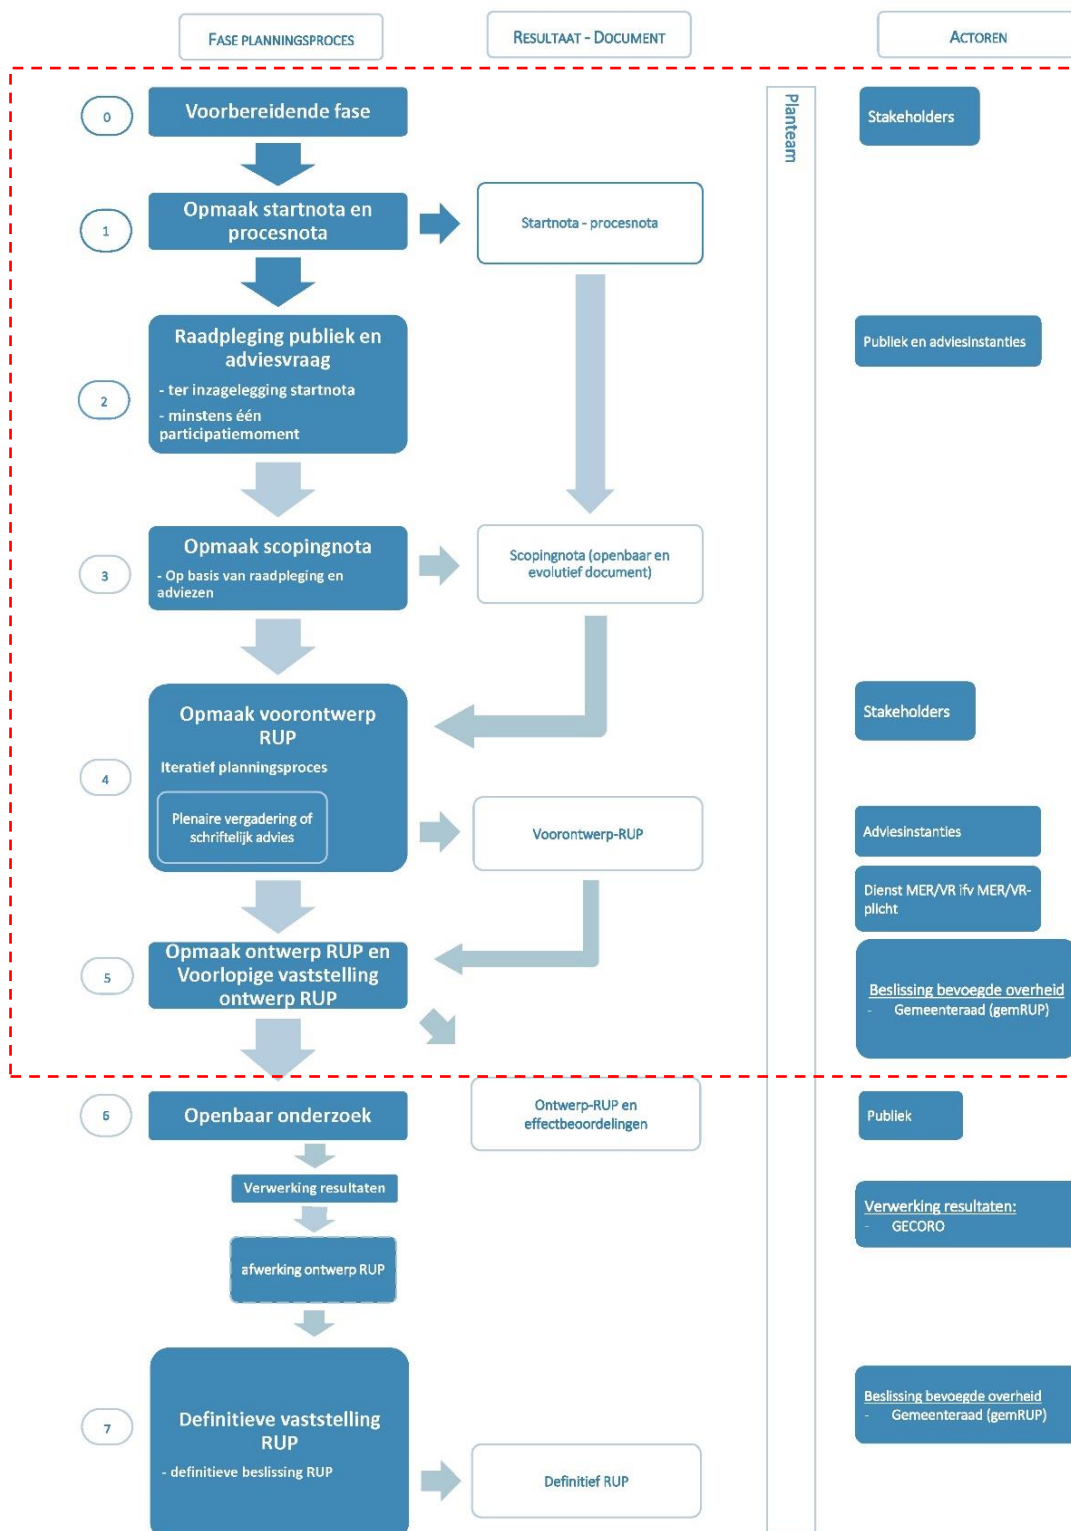 FASE PLANNINGSPROCES
RESULTAAT - DOCUMENT
ACTOREN
0
Voorbereidende fase
Planteam
Stakeholders
1
Opmaak startnota en
procesnota
Startnota - procesnota
2
Raadpleging publiek en
adviesvraag
- ter inzagelegging startnota
- minstens één
participatiemoment
Publiek en adviesinstanties
3
Opmaak scopingnota
- Op basis van raadpleging en
adviezen
Scopingnota (openbaar en
evolutief document)
4
Opmaak voorontwerp
RUP
Iteratief planningsproces
Plenaire vergadering of
schriftelijk advies
Voorontwerp-RUP
Stakeholders
Adviesinstanties
Dienst MER/VR ifv MER/VR-
plicht
5
Opmaak ontwerp RUP en
Voorlopige vaststelling
ontwerp RUP
Beslissing bevoegde overheid
- Gemeenteraad (gemRUP)
6
Openbaar onderzoek
Ontwerp-RUP en
effectbeoordelingen
Publiek
Verwerking resultaten
Verwerking resultaten:
- GECORO
afwerking ontwerp RUP
7
Definitieve vaststelling
RUP
- definitieve beslissing RUP
Definitief RUP
Beslissing bevoegde overheid
- Gemeenteraad (gemRUP)